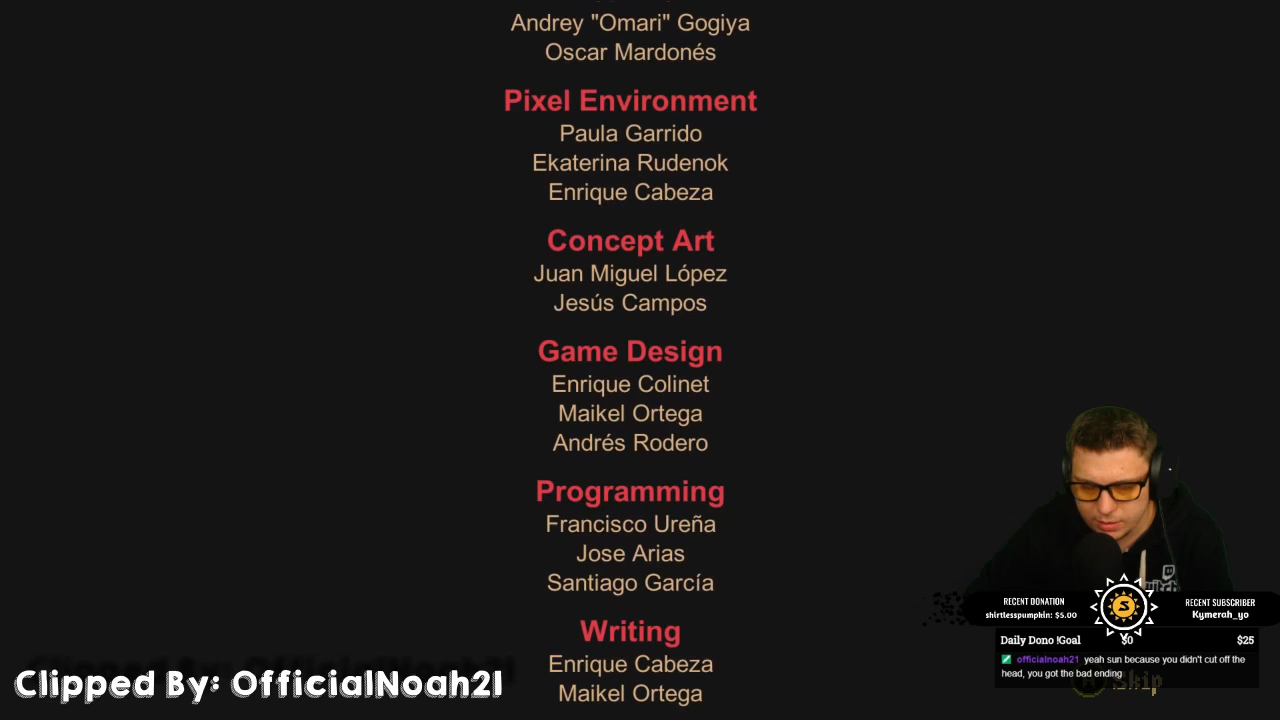 Andrey "Omari" Gogiya
Oscar Mardonés
Pixel Environment
Paula Garrido
Ekaterina Rudenok
Enrique Cabeza
Concept Art
Juan Miguel López
Jesús Campos
Game Design
Enrique Colinet
Maikel Ortega
Andrés Rodero
Programming
Francisco Ureña
Jose Arias
Santiago García
Writing
Enrique Cabeza
Maikel Ortega
RECENT DONATION
shirtlesspumpkin: $5.00
S
RECENT SUBSCRIBER
Kymerah_yo
Daily Dono !Goal
$0
$25
officialnoah21 yeah sun because you didn't cut off the
head, you got the bad ending
Skip
Clipped By: OfficialNoah21